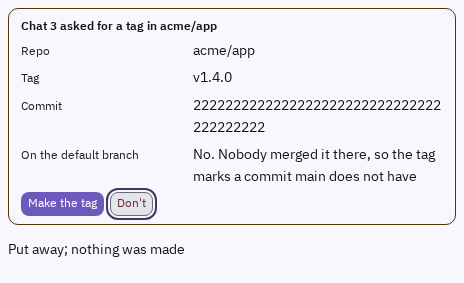 Chat 3 asked for a tag in acme/app
Repo acme/app
Tag v1.4.0
Commit 2222222222222222222222222222222
222222222
On the default branch No. Nobody merged it there, so the tag
marks a commit main does not have
Make the tag Don't
Put away; nothing was made